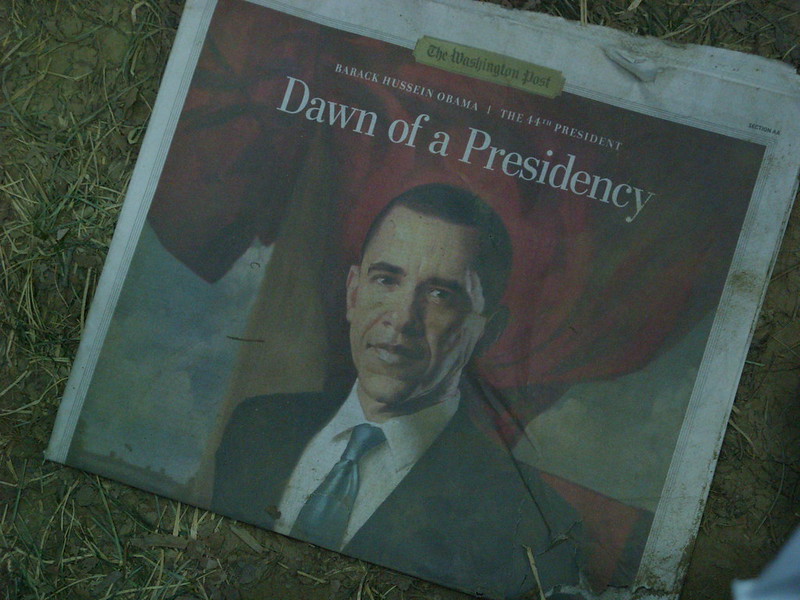 The Washington Post
BARACK HUSSEIN OBAMA | THE 44TH PRESIDENT
Dawn of a Presidency
SECTION AA